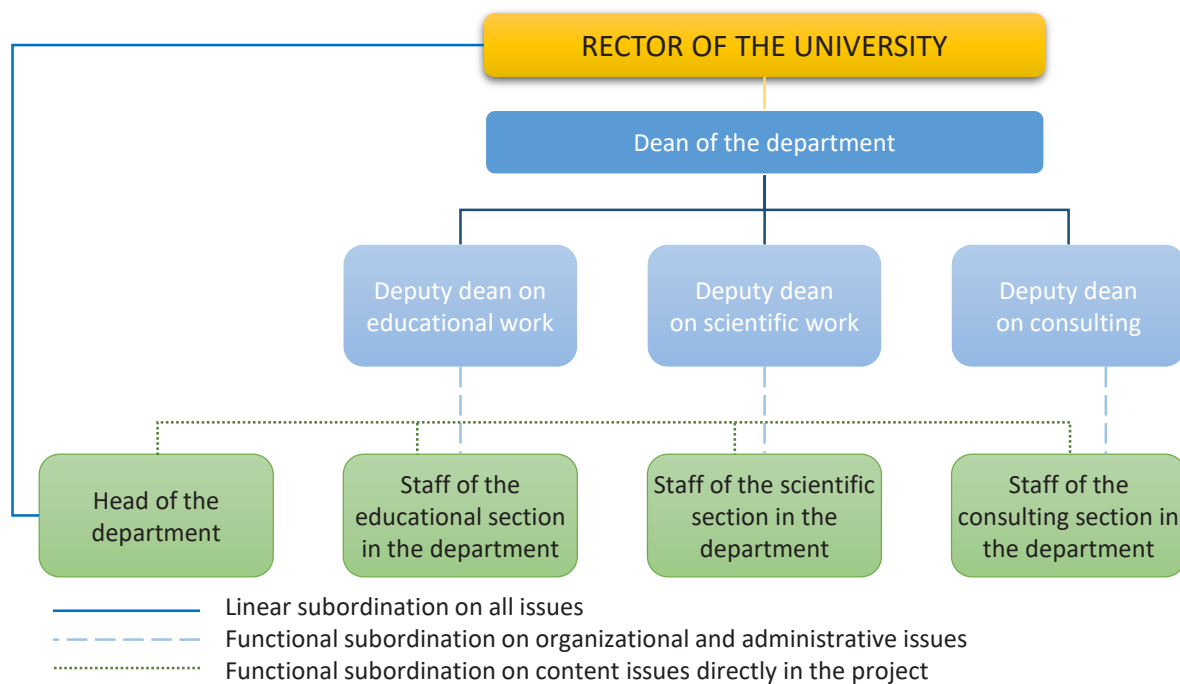 RECTOR OF THE UNIVERSITY
Dean of the department
Deputy dean on
educational work
Deputy dean
on scientific work
Deputy dean
on consulting
Head of the
department
Staff of the
educational section
in the department
Staff of the scientific
section in the
department
Staff of the
consulting section in
the department
Linear subordination on all issues
Functional subordination on organizational and administrative issues
Functional subordination on content issues directly in the project